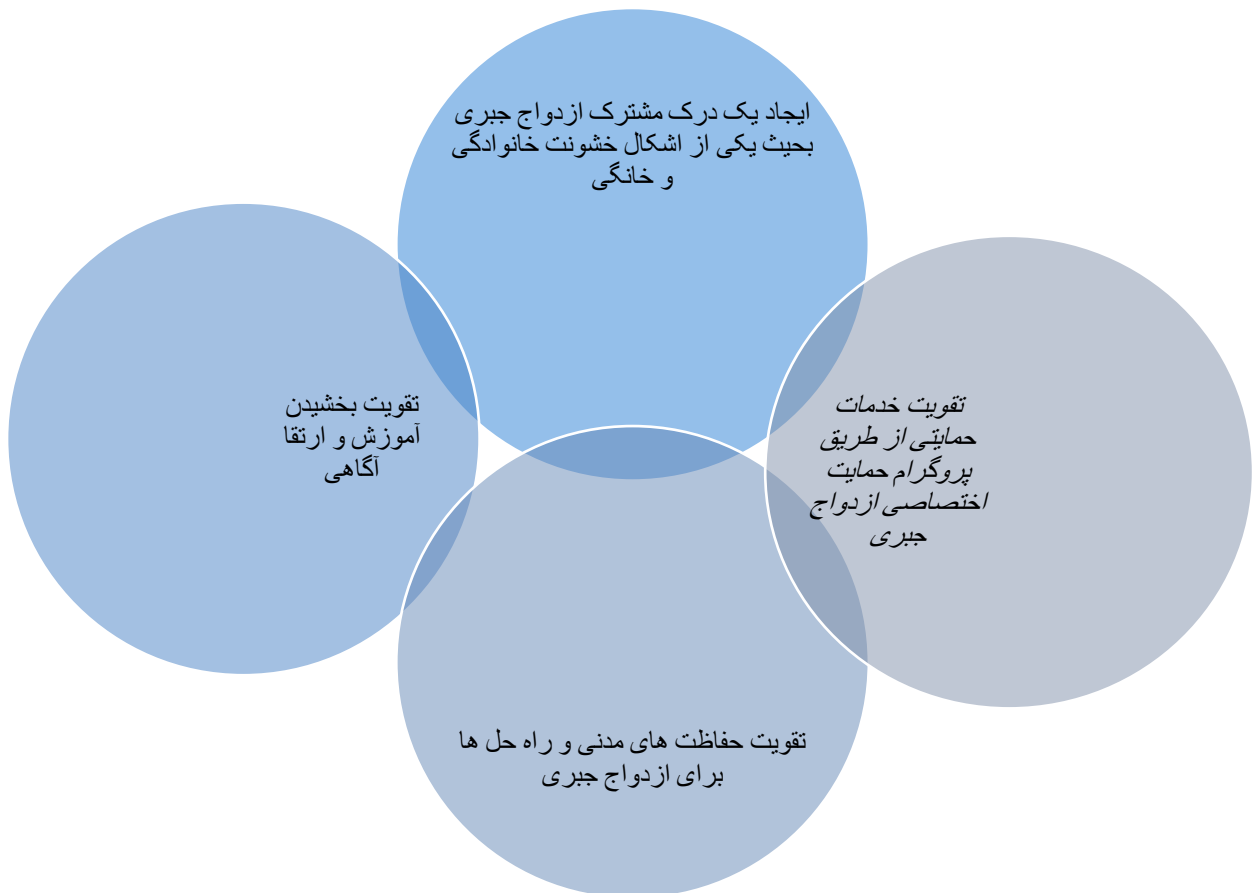 ایجاد یک درک مشترک ازدواج جبری
بحیث یکی از اشکال خشونت خانوادگی
و خانگی
تقویت خدمات
حمایتی از طریق
پروگرام حمایت
اختصاصی ازدواج
جبری
تقویت بخشیدن
آموزش و ارتقا
آگاهی
تقویت حفاظت های مدنی و راه حل ها
برای ازدواج جبری